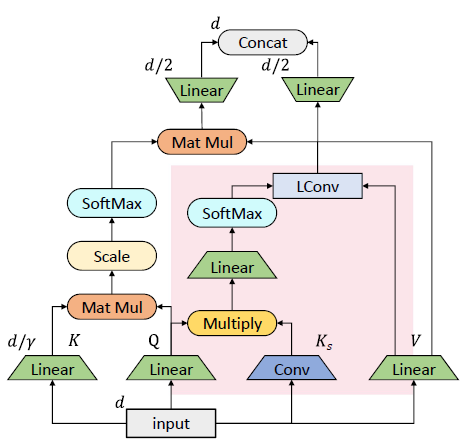 d
Concat
d/2
d/2
Linear
Linear
Mat Mul
LConv
SoftMax
SoftMax
Scale
Linear
Mat Mul
Multiply
d/γ
K
Q
K_s
V
Linear
Linear
Conv
Linear
d
input